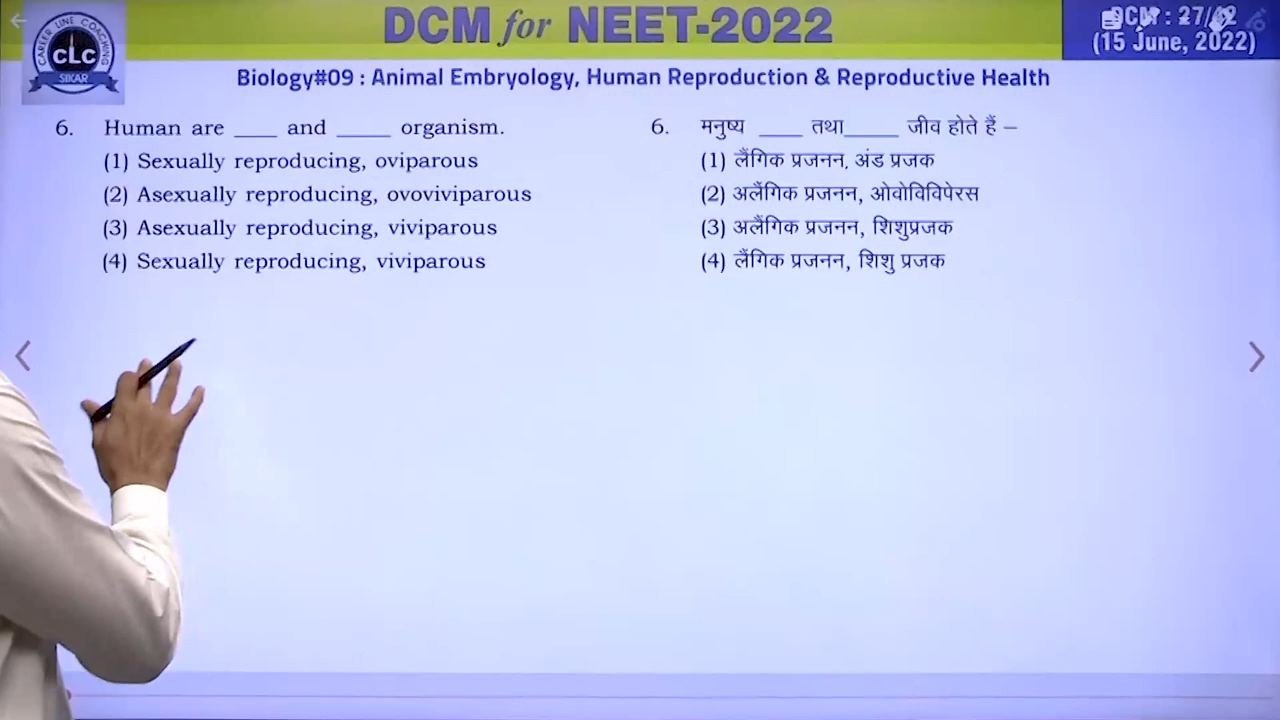 DCM for NEET-2022
DCM : 27/42
(15 June, 2022)
CAREER LINE COACHING
CLC
SIKAR
Biology#09 : Animal Embryology, Human Reproduction & Reproductive Health
6. Human are ____ and _____ organism.
(1) Sexually reproducing, oviparous
(2) Asexually reproducing, ovoviviparous
(3) Asexually reproducing, viviparous
(4) Sexually reproducing, viviparous
6. मनुष्य ____ तथा_____ जीव होते हैं –
(1) लैंगिक प्रजनन, अंड प्रजक
(2) अलैंगिक प्रजनन, ओवोविविपेरस
(3) अलैंगिक प्रजनन, शिशुप्रजक
(4) लैंगिक प्रजनन, शिशु प्रजक